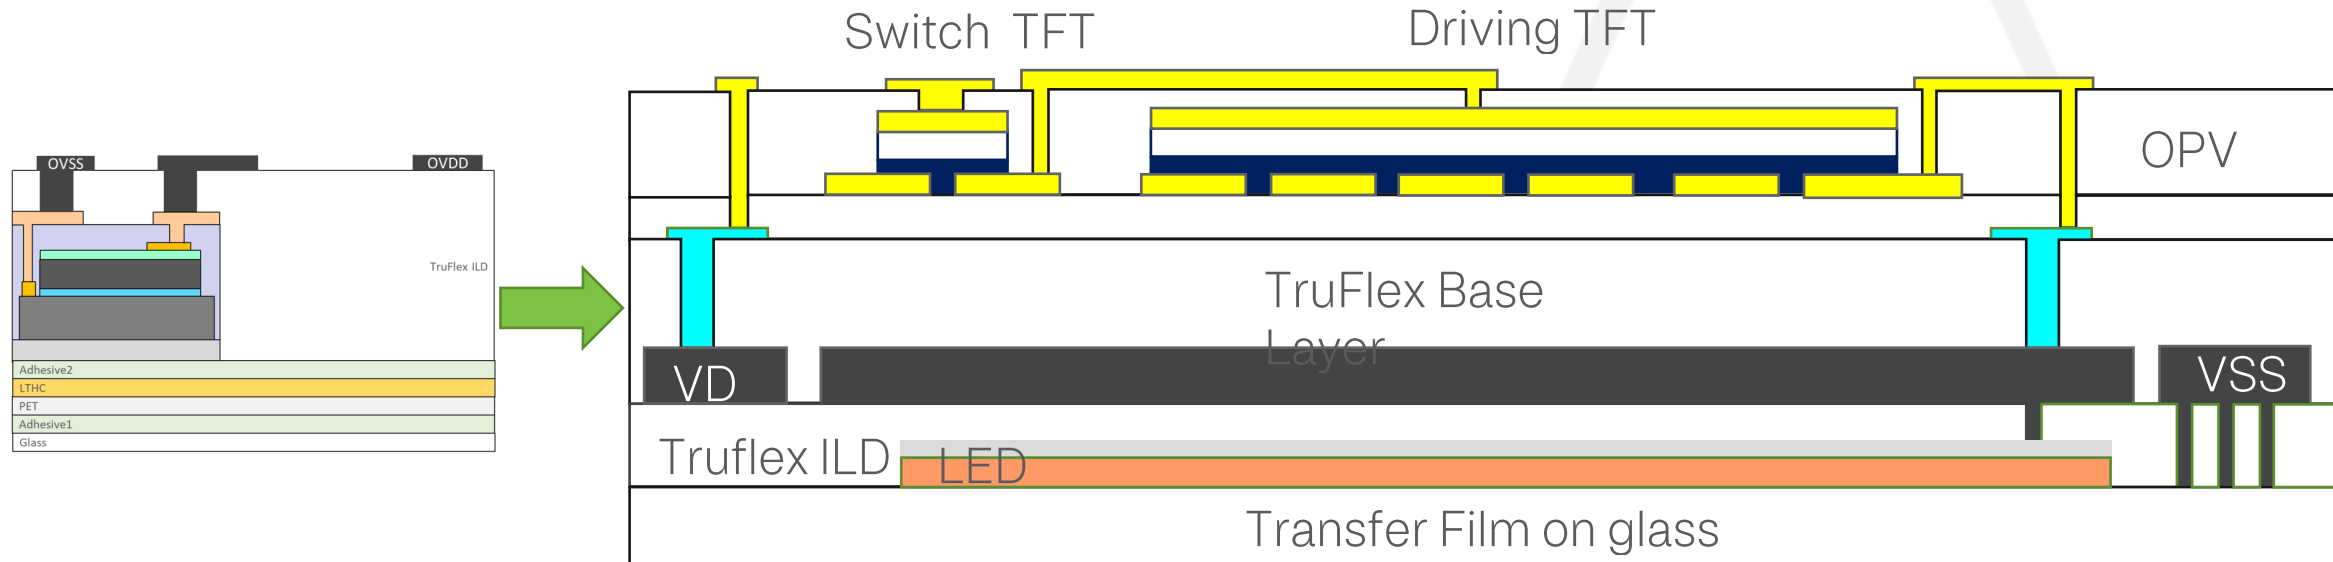 OVSS
OVDD
TruFlex ILD
Adhesive2
LTHC
PET
Adhesive1
Glass
Switch TFT
Driving TFT
OPV
TruFlex Base
Layer
VD
VSS
Truflex ILD
LED
Transfer Film on glass